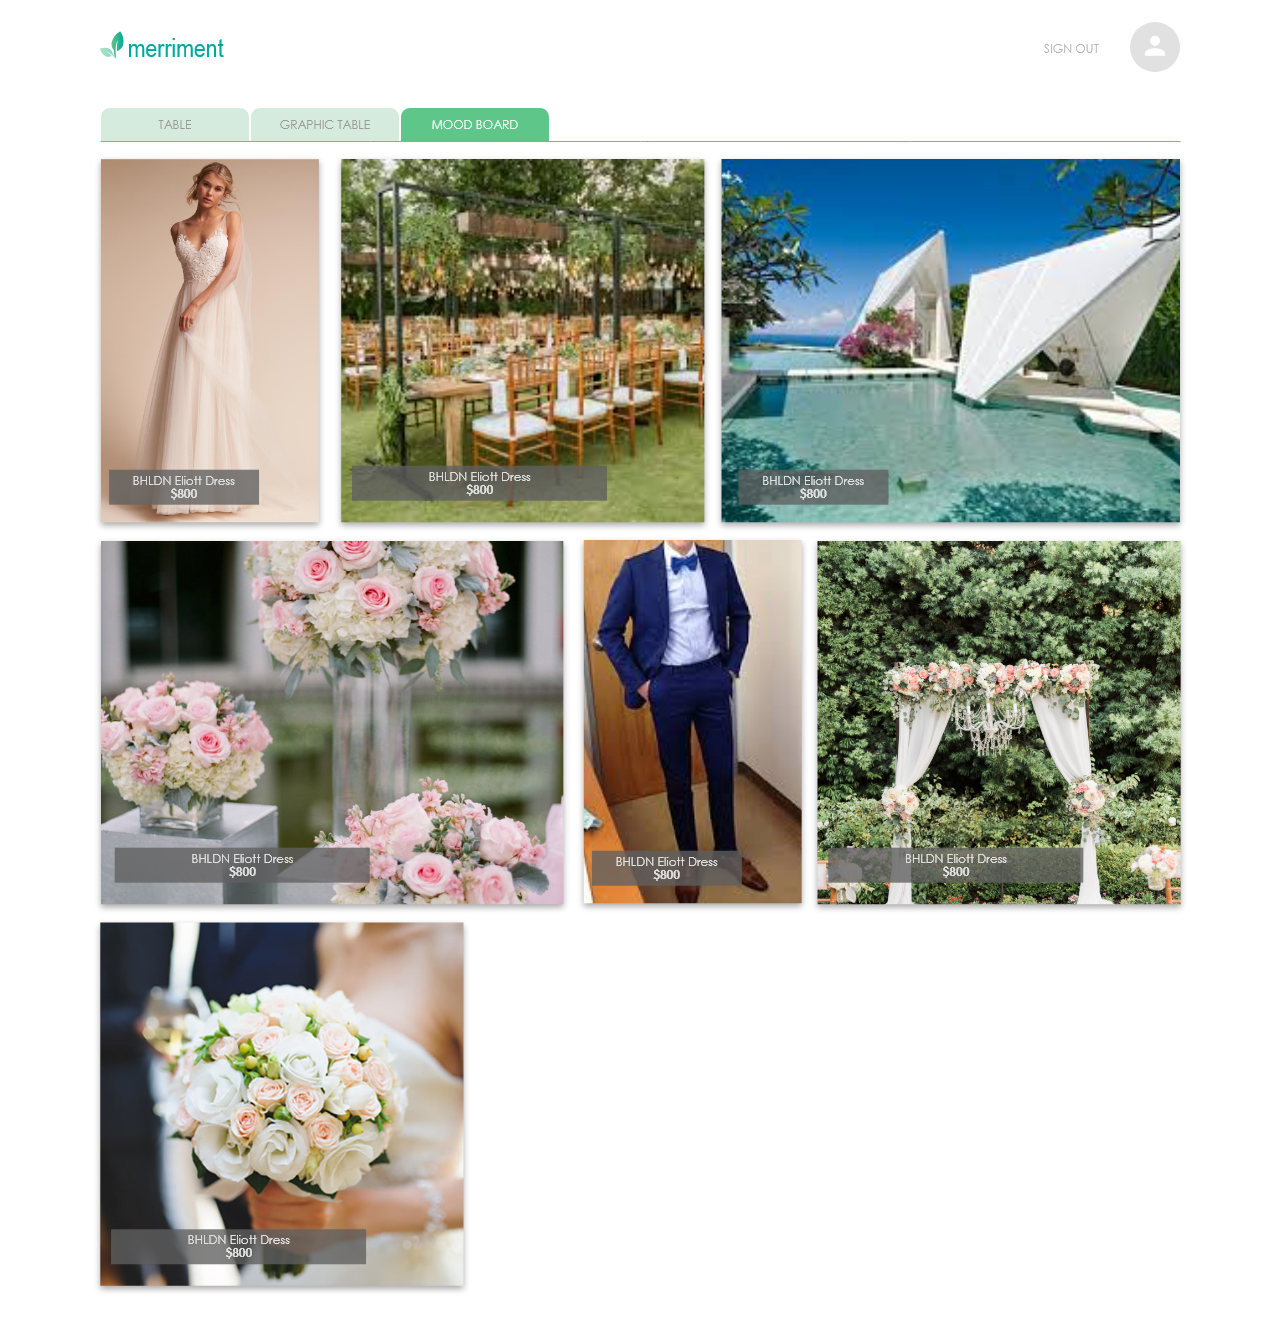 merriment
SIGN OUT
TABLE
GRAPHIC TABLE
MOOD BOARD
BHLDN Eliott Dress
$800
BHLDN Eliott Dress
$800
BHLDN Eliott Dress
$800
BHLDN Eliott Dress
$800
BHLDN Eliott Dress
$800
BHLDN Eliott Dress
$800
BHLDN Eliott Dress
$800